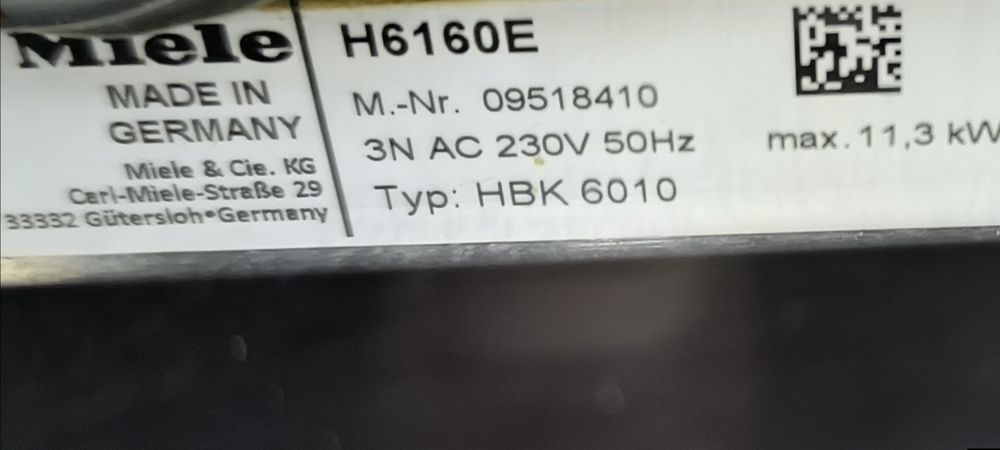 Miele
MADE IN
GERMANY
Miele & Cie. KG
Carl-Miele-Straße 29
33332 Gütersloh•Germany
H6160E
M.-Nr. 09518410
3N AC 230V 50Hz
max. 11,3 kW
Typ: HBK 6010